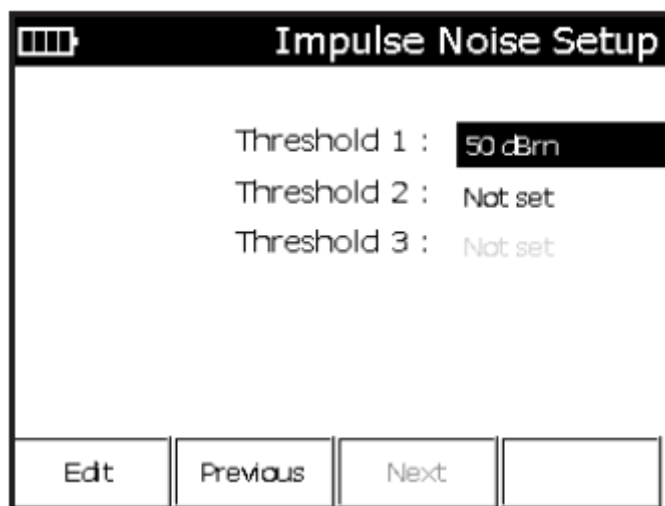 Impulse Noise Setup
Threshold 1 : 50 dBrn
Threshold 2 : Not set
Threshold 3 : Not set
Edit Previous Next